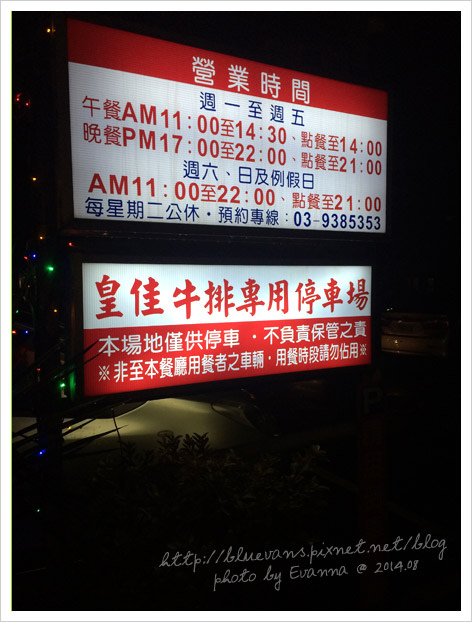 營業時間
週一至週五
午餐AM11：00至14：30、點餐至14：00
晚餐PM17：00至22：00、點餐至21：00
週六、日及例假日
AM11：00至22：00、點餐至21：00
每星期二公休・預約專線：03-9385353
皇佳牛排專用停車場
本場地僅供停車・不負責保管之責
※非至本餐廳用餐者之車輛・用餐時段請勿佔用※
http://bluevans.pixnet.net/blog
photo by Evanna @ 2014.08